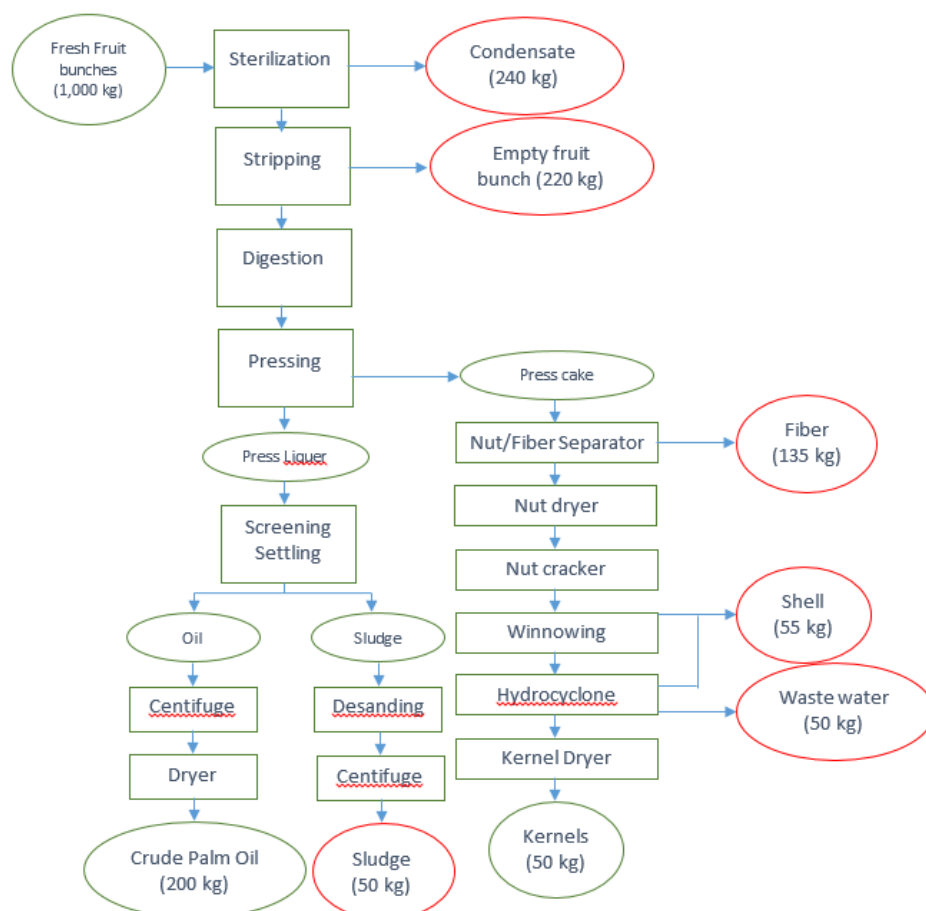 Fresh Fruit
bunches
(1,000 kg)
Sterilization
Condensate
(240 kg)
Stripping
Empty fruit
bunch (220 kg)
Digestion
Pressing
Press cake
Press Liquer
Nut/Fiber Separator
Fiber
(135 kg)
Nut dryer
Screening
Settling
Nut cracker
Oil
Sludge
Winnowing
Shell
(55 kg)
Centifuge
Desanding
Hydrocyclone
Waste water
(50 kg)
Dryer
Centifuge
Kernel Dryer
Crude Palm Oil
(200 kg)
Sludge
(50 kg)
Kernels
(50 kg)